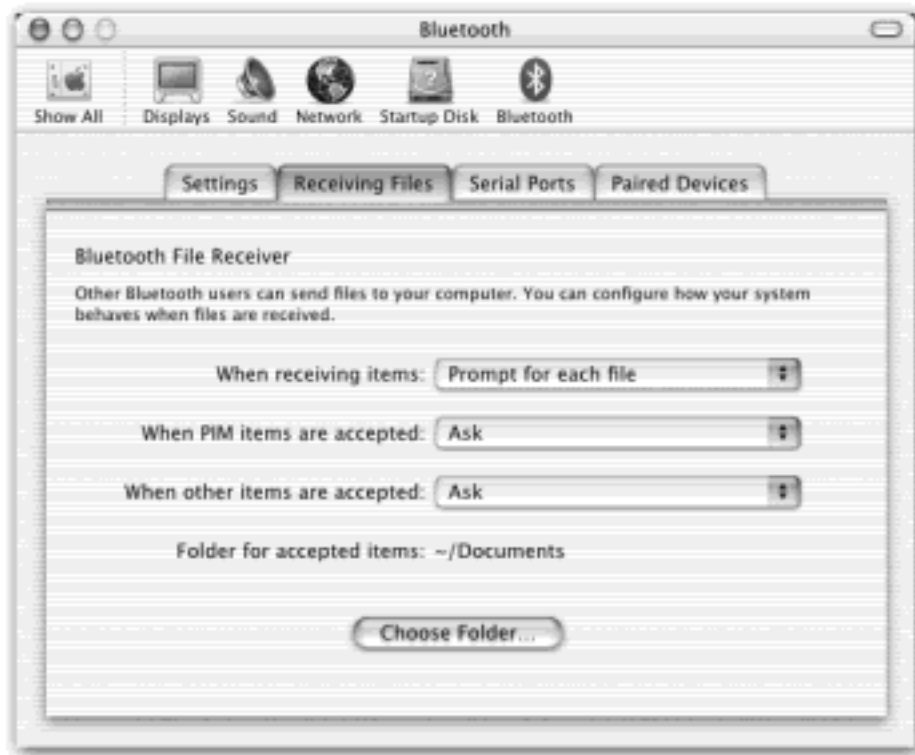 Bluetooth
Show All Displays Sound Network Startup Disk Bluetooth
Settings Receiving Files Serial Ports Paired Devices
Bluetooth File Receiver
Other Bluetooth users can send files to your computer. You can configure how your system
behaves when files are received.
When receiving items: Prompt for each file
When PIM items are accepted: Ask
When other items are accepted: Ask
Folder for accepted items: ~/Documents
Choose Folder...